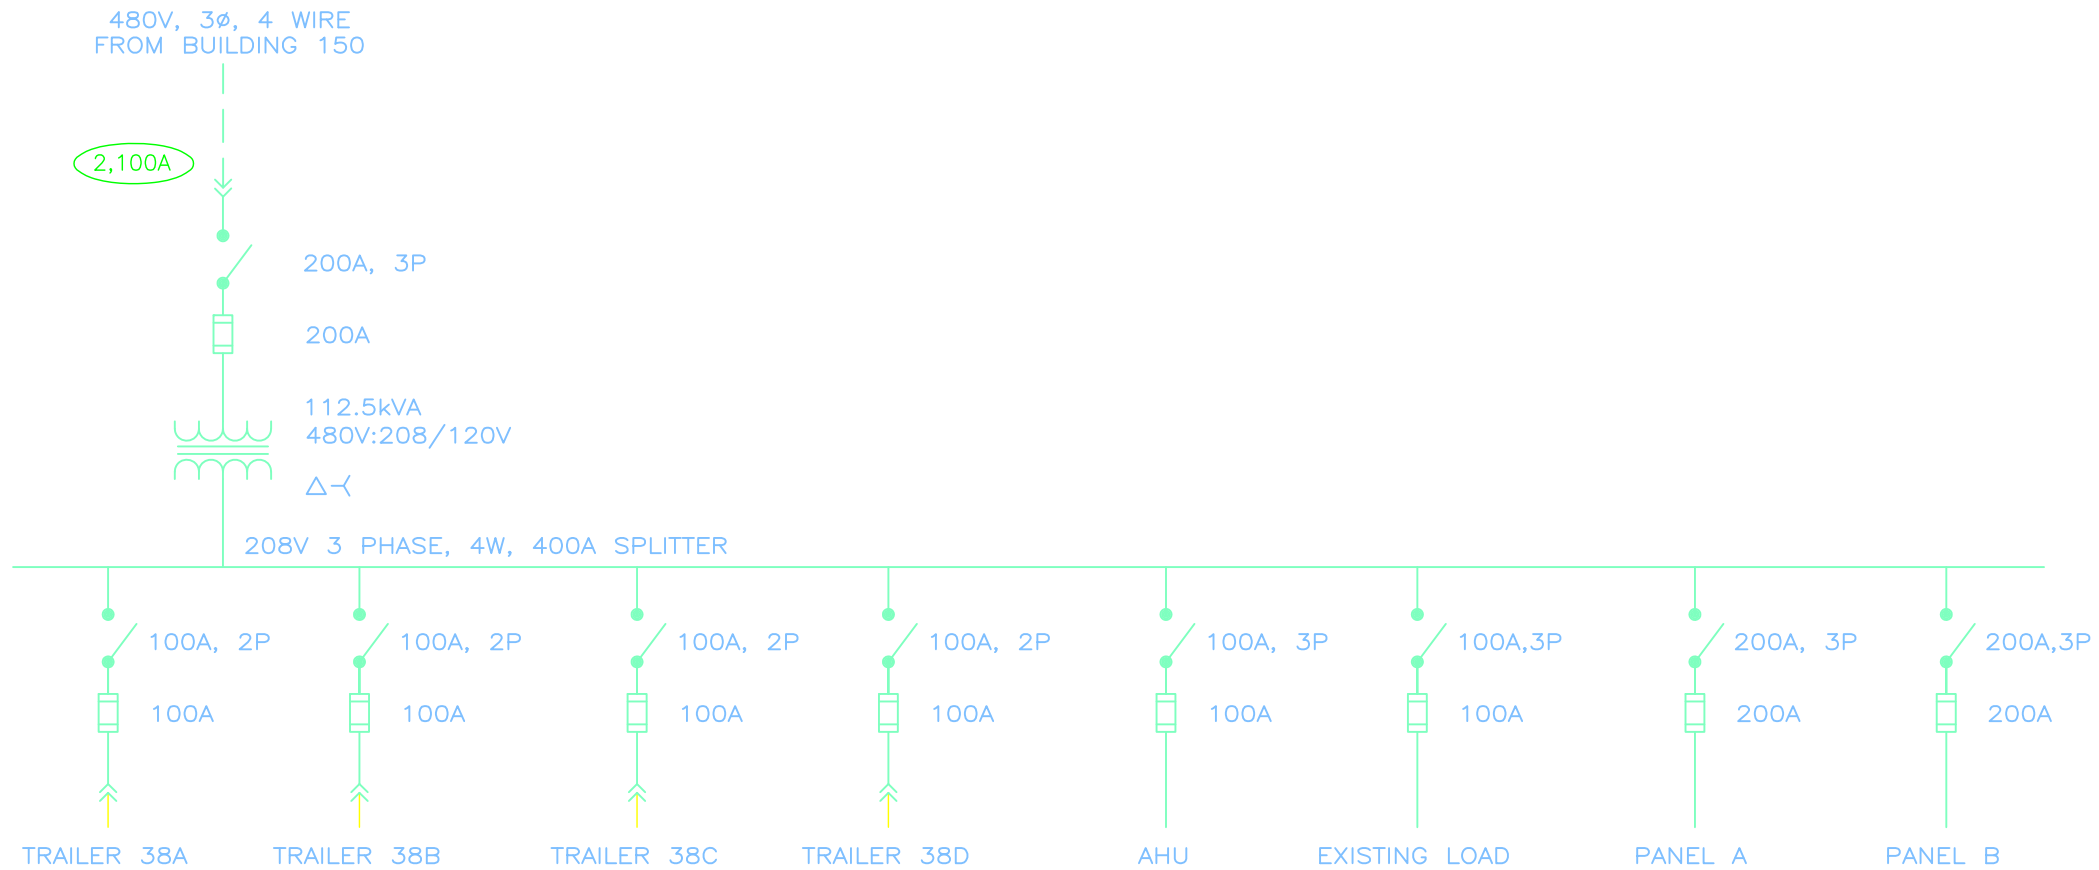 480V, 3ø, 4 WIRE
FROM BUILDING 150
2,100A
200A, 3P
200A
112.5kVA
480V:208/120V
208V 3 PHASE, 4W, 400A SPLITTER
100A, 2P
100A, 2P
100A, 2P
100A, 2P
100A, 3P
100A,3P
200A, 3P
200A,3P
100A
100A
100A
100A
100A
100A
200A
200A
TRAILER 38A
TRAILER 38B
TRAILER 38C
TRAILER 38D
AHU
EXISTING LOAD
PANEL A
PANEL B